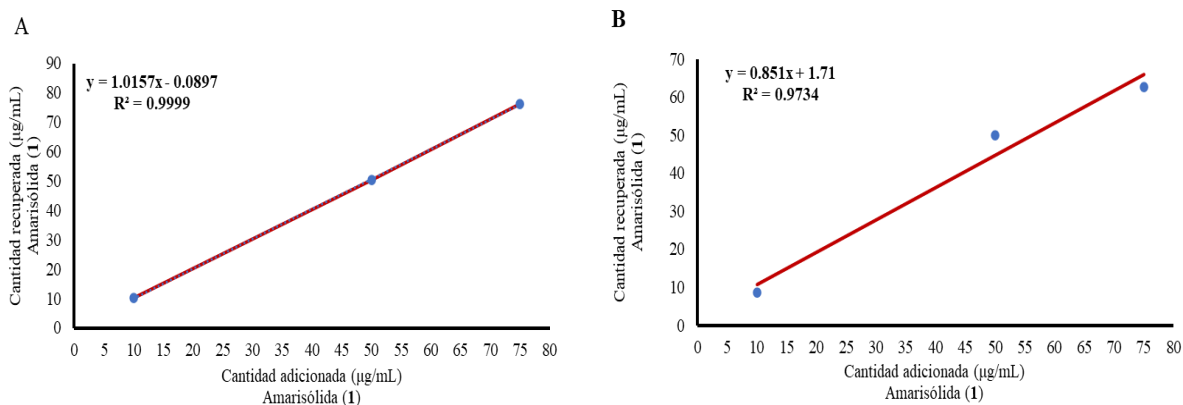 A
y = 1.0157x - 0.0897
R² = 0.9999
Cantidad recuperada (µg/mL)
Amarisólida (1)
90
80
70
60
50
40
30
20
10
0
0 5 10 15 20 25 30 35 40 45 50 55 60 65 70 75 80
Cantidad adicionada (µg/mL)
Amarisólida (1)
B
y = 0.851x + 1.71
R² = 0.9734
Cantidad recuperada (µg/mL)
Amarisólida (1)
70
60
50
40
30
20
10
0
0 5 10 15 20 25 30 35 40 45 50 55 60 65 70 75 80
Cantidad adicionada (µg/mL)
Amarisólida (1)